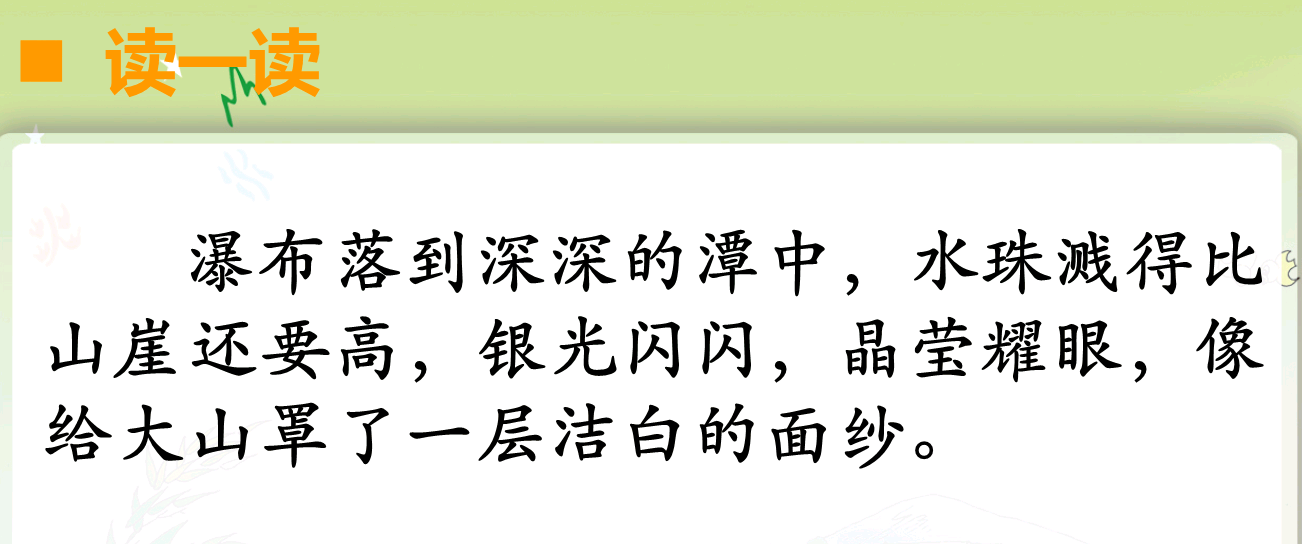 读一读
瀑布落到深深的潭中，水珠溅得比
山崖还要高，银光闪闪，晶莹耀眼，像
给大山罩了一层洁白的面纱。